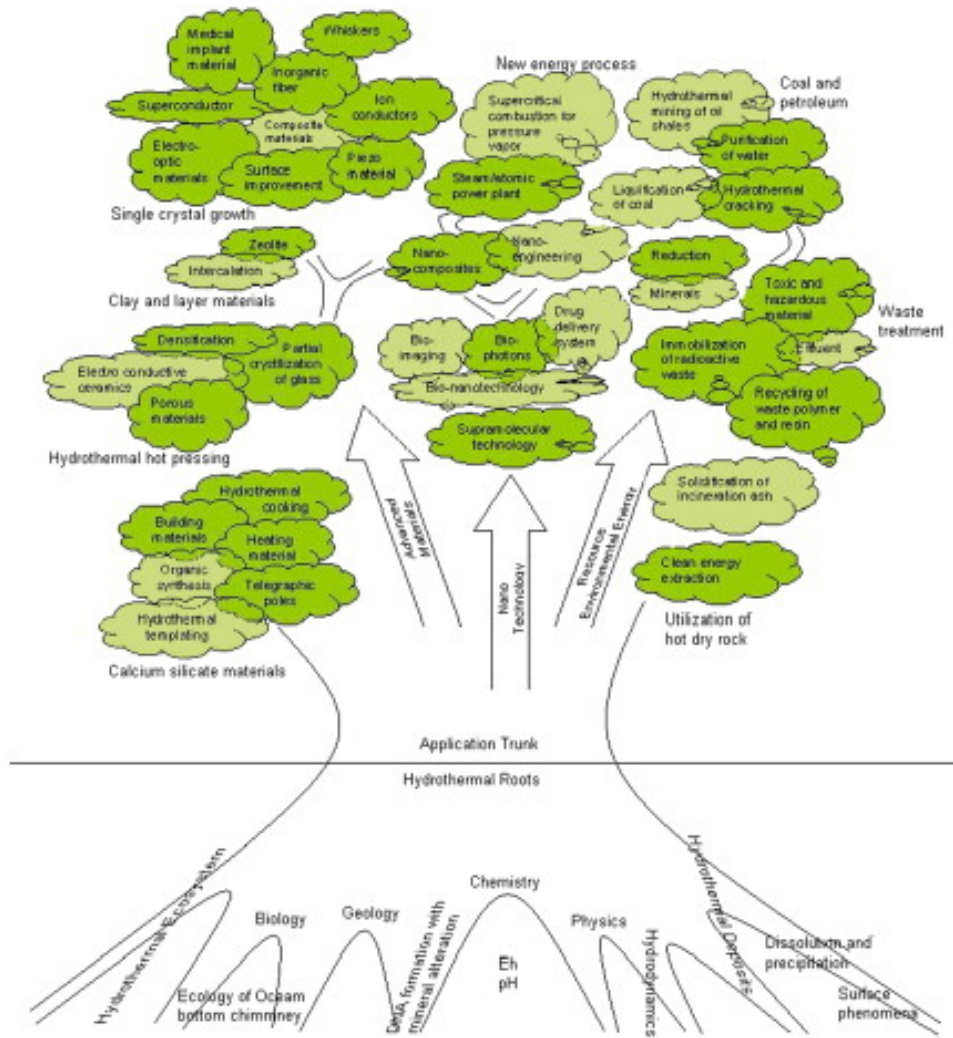 Medical
implant
material
Whiskers
Inorganic
fiber
Superconductor
Ion
conductors
Composite
materials
Electro-
optic
materials
Surface
improvement
Piezo
material
Single crystal growth
New energy process
Supercritical
combustion for
pressure
vapor
Steam/atomic
power plant
Hydrothermal
mining of oil
shales
Coal and
petroleum
Purification
of water
Liquification
of coal
Hydrothermal
cracking
Zeolite
Intercalation
Clay and layer materials
Nano-
composites
Nano-
engineering
Reduction
Minerals
Toxic and
hazardous
material
Waste
treatment
Densification
Electro conductive
ceramics
Partial
crystilization
of glass
Porous
materials
Hydrothermal hot pressing
Bio-
imaging
Bio-
photons
Drug
delivery
system
Bio-nanotechnology
Supramolecular
technology
Immobilization
of radioactive
waste
Effluent
Recycling of
waste polymer
and resin
Solidification of
incineration ash
Clean energy
extraction
Utilization of
hot dry rock
Hydrothermal
cooking
Building
materials
Heating
material
Organic
synthesis
Telegraphic
poles
Hydrothermal
templating
Calcium silicate materials
Advanced
Materials
Nano
Technology
Resource
Environmental Energy
Application Trunk
Hydrothermal Roots
Hydrothermal Ecosystem
Biology
Ecology of Oceam
bottom chimmney
Geology
DNA formation with
mineral alteration
Chemistry
Eh
pH
Physics
Hydrodynamics
Hydrothermal Deposits
Dissolution and
precipitation
Surface
phenomena